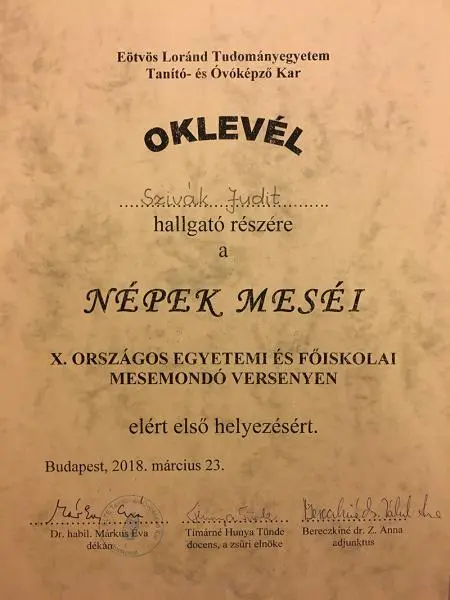 Eötvös Loránd Tudományegyetem
Tanító- és Óvóképző Kar
OKLEVÉL
Szivák Judit
hallgató részére
a
NÉPEK MESÉI
X. ORSZÁGOS EGYETEMI ÉS FŐISKOLAI
MESEMONDÓ VERSENYEN
elért első helyezésért.
Budapest, 2018. március 23.
Dr. habil. Márkus Éva
dékán
Tímárné Hunya Tünde
docens, a zsűri elnöke
Bereczkiné dr. Z. Anna
adjunktus